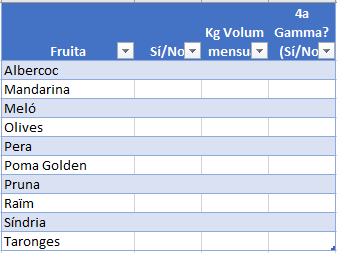 Fruita
Sí/No
Kg Volum
mensu
4a
Gamma?
(Sí/No
Albercoc
Mandarina
Meló
Olives
Pera
Poma Golden
Pruna
Raïm
Síndria
Taronges